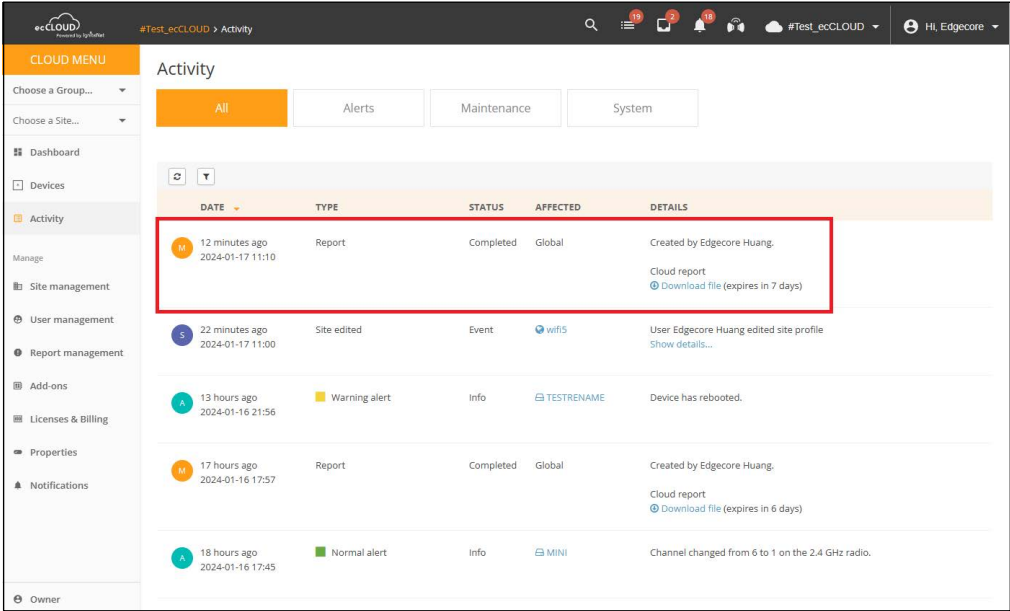 ecCLOUD
Powered by IgniteNet
#Test_ecCLOUD > Activity
19
2
18
#Test_ecCLOUD
Hi, Edgecore
CLOUD MENU
Choose a Group...
Choose a Site...
Dashboard
Devices
Activity
Manage
Site management
User management
Report management
Add-ons
Licenses & Billing
Properties
Notifications
Owner
Activity
All
Alerts
Maintenance
System
DATE TYPE STATUS AFFECTED DETAILS
M 12 minutes ago Report Completed Global Created by Edgecore Huang.
2024-01-17 11:10
Cloud report
Download file (expires in 7 days)
S 22 minutes ago Site edited Event wifi5 User Edgecore Huang edited site profile
2024-01-17 11:00 Show details...
A 13 hours ago Warning alert Info TESTRENAME Device has rebooted.
2024-01-16 21:56
M 17 hours ago Report Completed Global Created by Edgecore Huang.
2024-01-16 17:57
Cloud report
Download file (expires in 6 days)
A 18 hours ago Normal alert Info MINI Channel changed from 6 to 1 on the 2.4 GHz radio.
2024-01-16 17:45